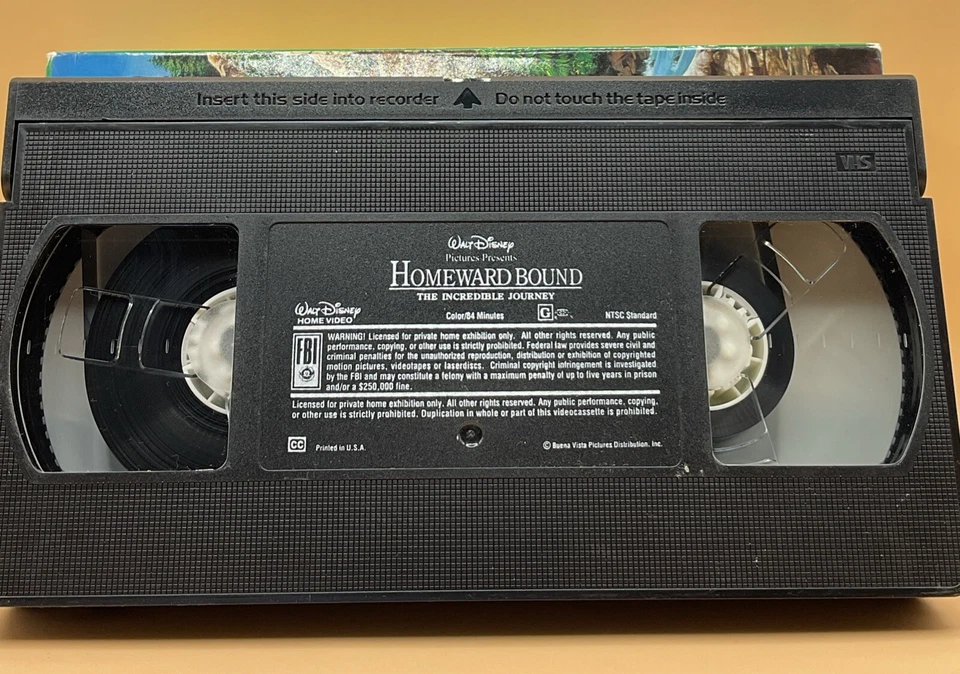 Insert this side into recorder Do not touch the tape inside
VHS
WALT DISNEY
Pictures Presents
HOMEWARD BOUND
THE INCREDIBLE JOURNEY
WALT DISNEY
HOME VIDEO
Color/84 Minutes
G
NTSC Standard
FBI
WARNING! Licensed for private home exhibition only. All other rights reserved. Any public
performance, copying, or other use is strictly prohibited. Federal law provides severe civil and
criminal penalties for the unauthorized reproduction, distribution or exhibition of copyrighted
motion pictures, videotapes or laserdiscs. Criminal copyright infringement is investigated
by the FBI and may constitute a felony with a maximum penalty of up to five years in prison
and/or a $250,000 fine.
Licensed for private home exhibition only. All other rights reserved. Any public performance, copying,
or other use is strictly prohibited. Duplication in whole or part of this videocassette is prohibited.
CC
Printed in U.S.A.
© Buena Vista Pictures Distribution, Inc.